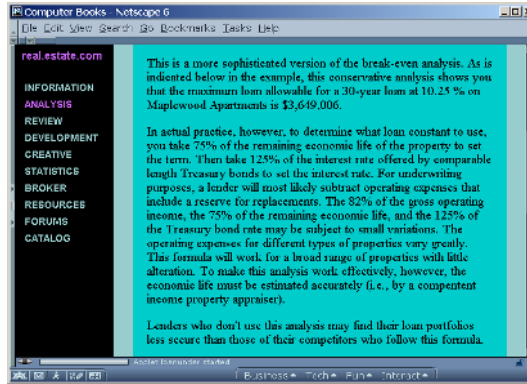 Computer Books - Netscape 6
File Edit View Search Go Bookmarks Tasks Help
real.estate.com
INFORMATION
ANALYSIS
REVIEW
DEVELOPMENT
CREATIVE
STATISTICS
BROKER
RESOURCES
FORUMS
CATALOG
This is a more sophisticated version of the break-even analysis. As is
indicated below in the example, this conservative analysis shows you
that the maximum loan allowable for a 30-year loan at 10.25 % on
Maplewood Apartments is $3,649,006.
In actual practice, however, to determine what loan constant to use,
you take 75% of the remaining economic life of the property to set
the term. Then take 125% of the interest rate offered by comparable
length Treasury bonds to set the interest rate. For underwriting
purposes, a lender will most likely subtract operating expenses that
include a reserve for replacements. The 82% of the gross operating
income, the 75% of the remaining economic life, and the 125% of
the Treasury bond rate may be subject to small variations. The
operating expenses for different types of properties vary greatly.
This formula will work for a broad range of properties with little
alteration. To make this analysis work effectively, however, the
economic life must be estimated accurately (i.e., by a compentent
income property appraiser).
Lenders who don't use this analysis may find their loan portfolios
less secure than those of their competitors who follow this formula.
Applet loanunder started
Business Tech Fun Interact